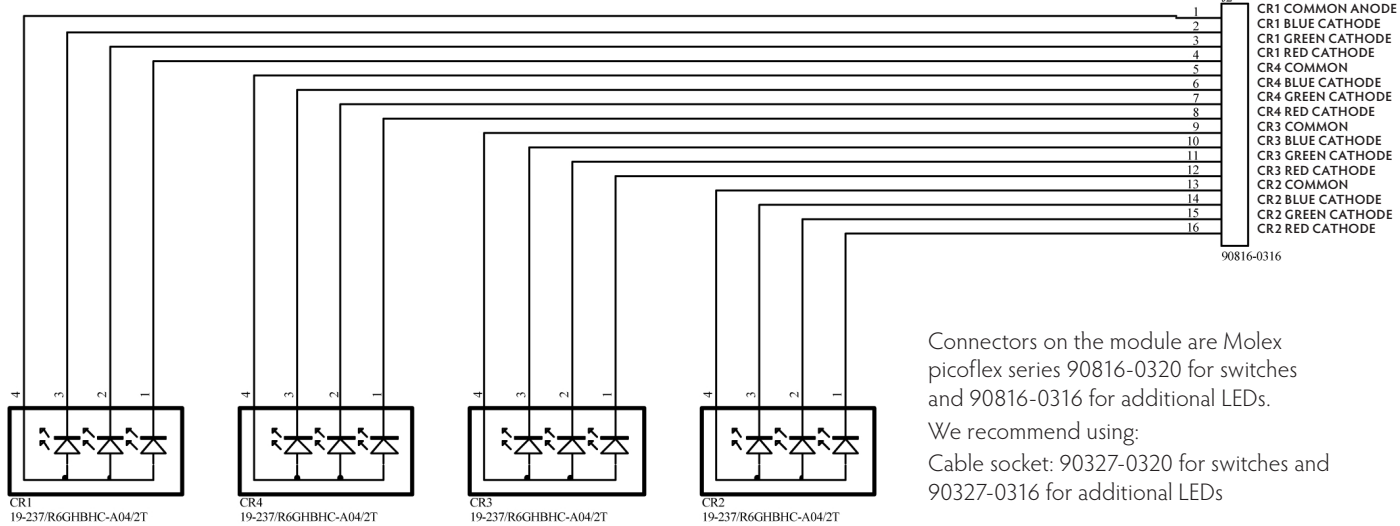 1 CR1 COMMON ANODE
2 CR1 BLUE CATHODE
3 CR1 GREEN CATHODE
4 CR1 RED CATHODE
5 CR4 COMMON
6 CR4 BLUE CATHODE
7 CR4 GREEN CATHODE
8 CR4 RED CATHODE
9 CR3 COMMON
10 CR3 BLUE CATHODE
11 CR3 GREEN CATHODE
12 CR3 RED CATHODE
13 CR2 COMMON
14 CR2 BLUE CATHODE
15 CR2 GREEN CATHODE
16 CR2 RED CATHODE
90816-0316
Connectors on the module are Molex
picoflex series 90816-0320 for switches
and 90816-0316 for additional LEDs.
We recommend using:
Cable socket: 90327-0320 for switches and
90327-0316 for additional LEDs
4 3 2 1
4 3 2 1
4 3 2 1
4 3 2 1
CR1
19-237/R6GHBHC-A04/2T
CR4
19-237/R6GHBHC-A04/2T
CR3
19-237/R6GHBHC-A04/2T
CR2
19-237/R6GHBHC-A04/2T